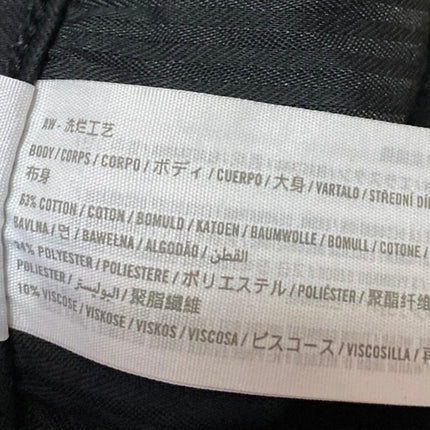 AW - 洗烂工艺
BODY / CORPS / CORPO / ボディ / CUERPO / 大身 / VARTALO / STŘEDNÍ DÍL
布身
63% COTTON / COTON / BOMULD / KATOEN / BAUMWOLLE / BOMULL / COTONE /
BAVLNA / 면 / BAWEŁNA / ALGODÃO / القطن /
POLYESTER / POLIESTERE / ポリエステル / POLIÉSTER / 聚酯纤维
POLIESTER / البوليستر / 聚脂纖維
10% VISCOSE / VISKOSE / VISKOS / VISCOSA / ビスコース / VISCOSILLA /